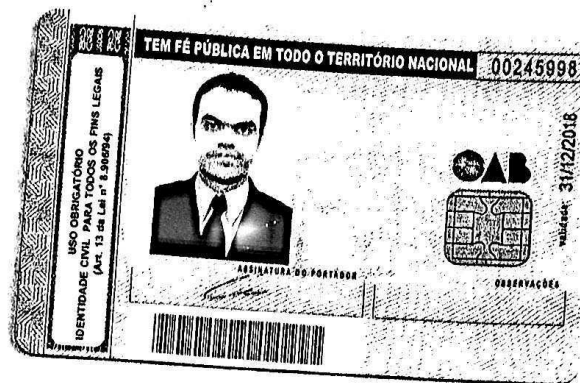 TEM FÉ PÚBLICA EM TODO O TERRITÓRIO NACIONAL
00245998
USO OBRIGATÓRIO
IDENTIDADE CIVIL PARA TODOS OS FINS LEGAIS
(Art. 13 da Lei nº 8.906/94)
OAB
validade: 31/12/2018
ASSINATURA DO PORTADOR
OBSERVAÇÕES